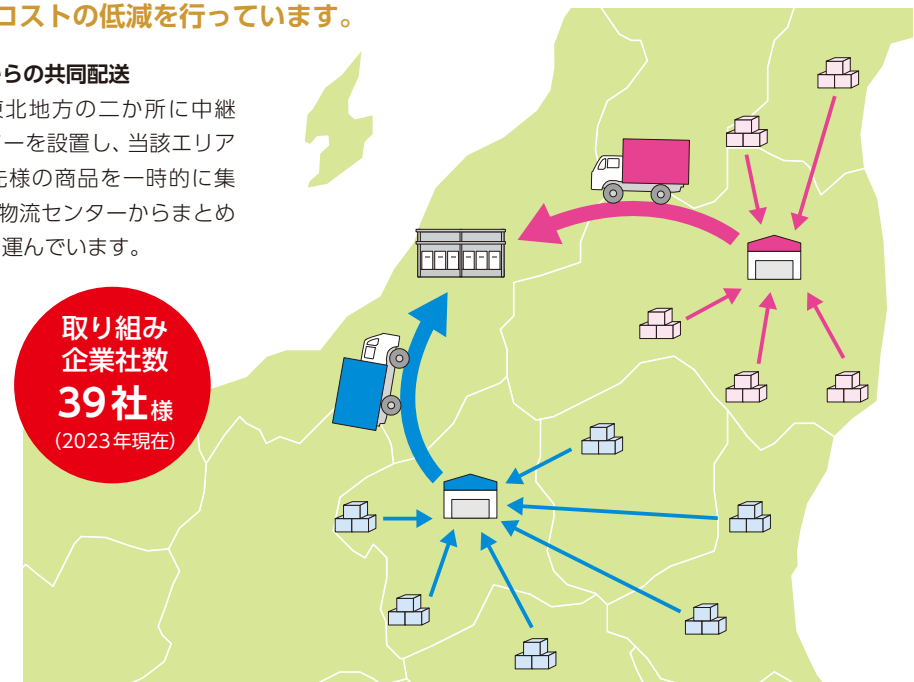 コストの低減を行っています。
らの共同配送
東北地方の二か所に中継
ーを設置し、当該エリア
先様の商品を一時的に集
物流センターからまとめ
運んでいます。
取り組み
企業社数
39社様
（2023年現在）